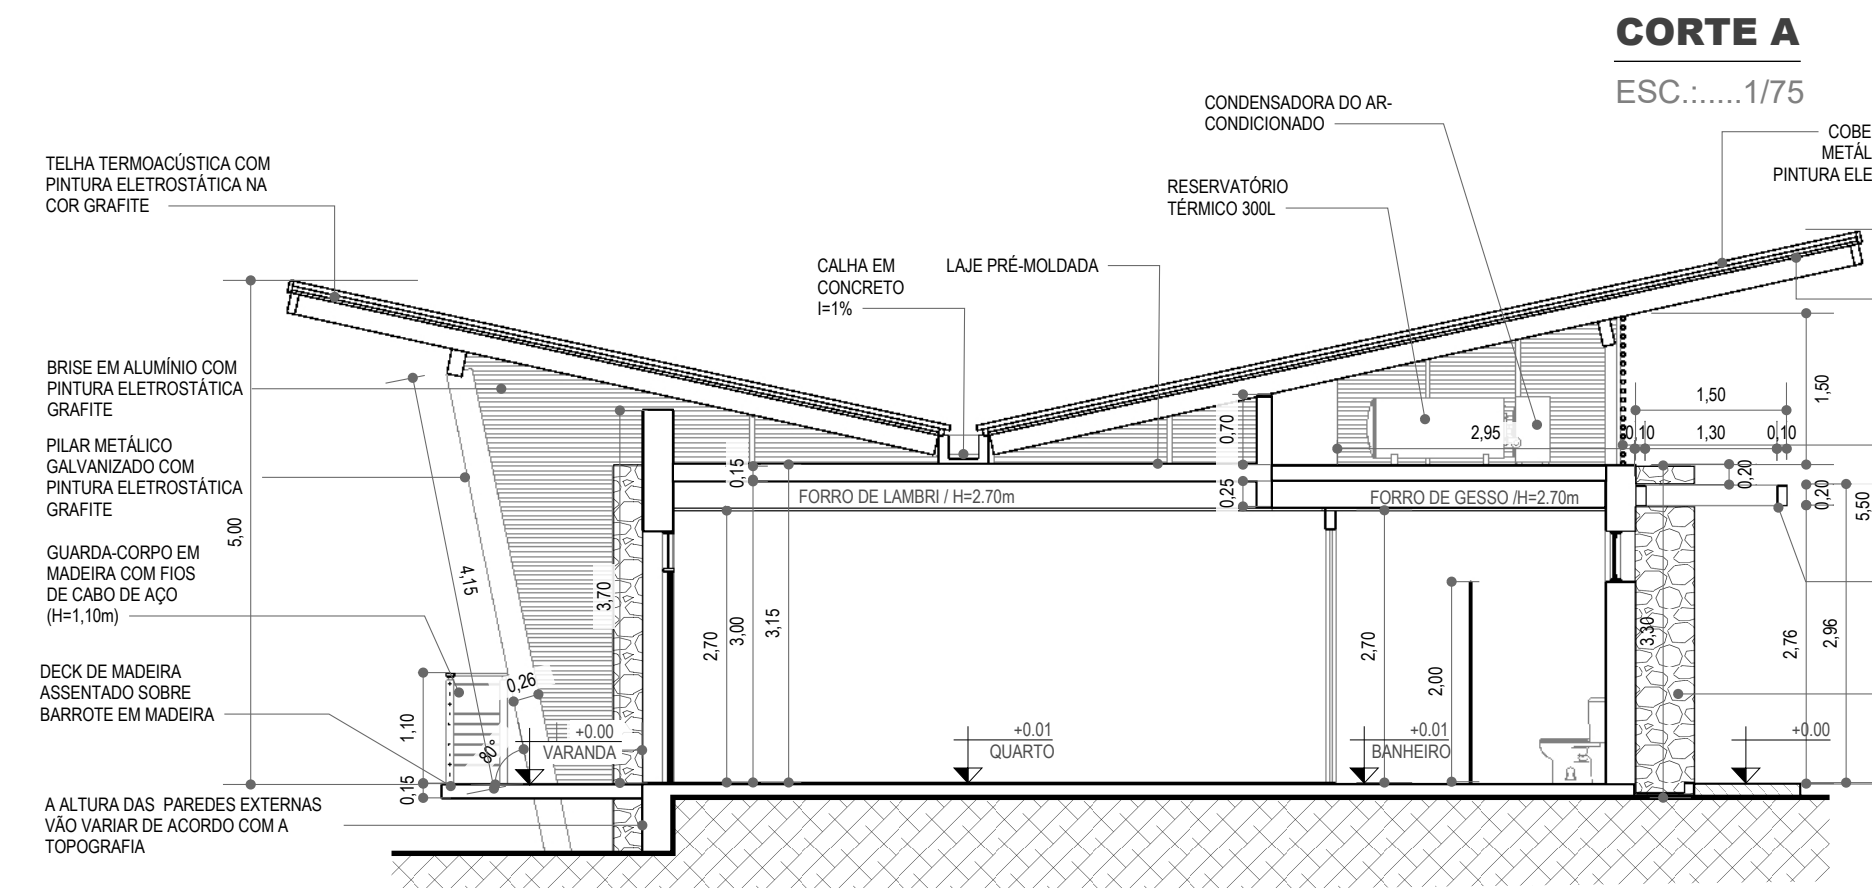 CORTE A
ESC.:.....1/75
CONDENSADORA DO AR-
CONDICIONADO
COBE
METÁL
PINTURA ELE
TELHA TERMOACÚSTICA COM
PINTURA ELETROSTÁTICA NA
COR GRAFITE
RESERVATÓRIO
TÉRMICO 300L
CALHA EM
CONCRETO
I=1%
LAJE PRÉ-MOLDADA
BRISE EM ALUMÍNIO COM
PINTURA ELETROSTÁTICA
GRAFITE
PILAR METÁLICO
GALVANIZADO COM
PINTURA ELETROSTÁTICA
GRAFITE
GUARDA-CORPO EM
MADEIRA COM FIOS
DE CABO DE AÇO
(H=1,10m)
DECK DE MADEIRA
ASSENTADO SOBRE
BARROTE EM MADEIRA
A ALTURA DAS PAREDES EXTERNAS
VÃO VARIAR DE ACORDO COM A
TOPOGRAFIA
5,00
4,15
1,10
0,15
80°
0,26
3,70
+0.00
VARANDA
2,70
3,00
3,15
0,15
FORRO DE LAMBRI / H=2.70m
+0.01
QUARTO
0,70
0,25
FORRO DE GESSO /H=2.70m
2,95
2,70
2,00
+0.01
BANHEIRO
1,50
0,10
1,30
0,10
1,50
0,20
0,20
5,50
3,30
2,76
2,96
+0.00